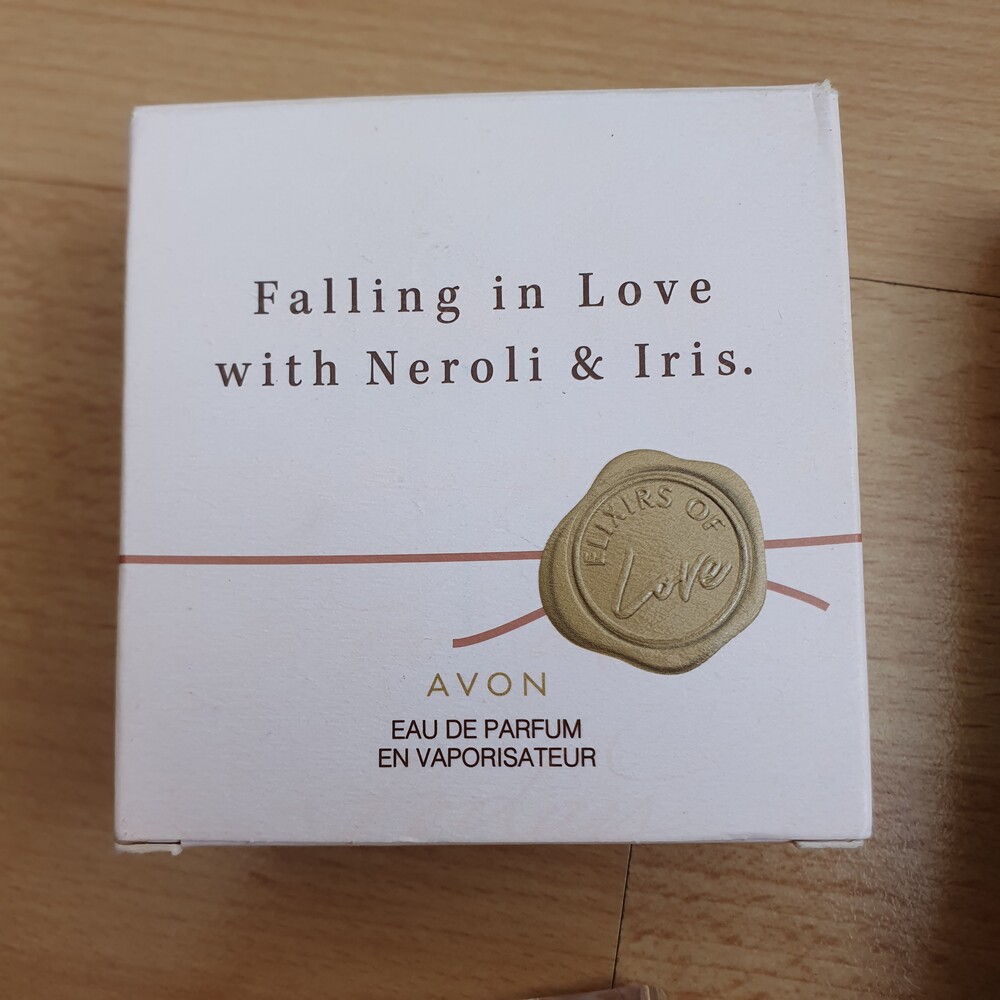 Falling in Love
with Neroli & Iris.
ELIXIRS OF
Love
AVON
EAU DE PARFUM
EN VAPORISATEUR